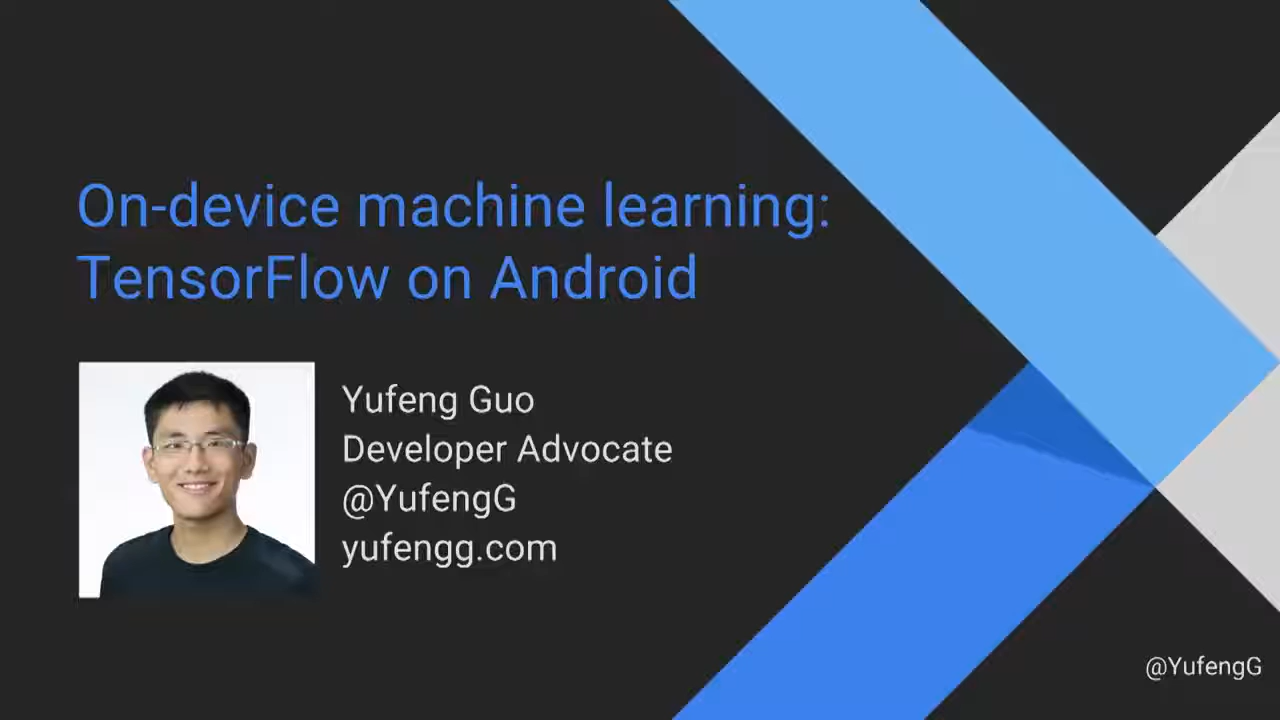 On-device machine learning:
TensorFlow on Android
Yufeng Guo
Developer Advocate
@YufengG
yufengg.com
@YufengG